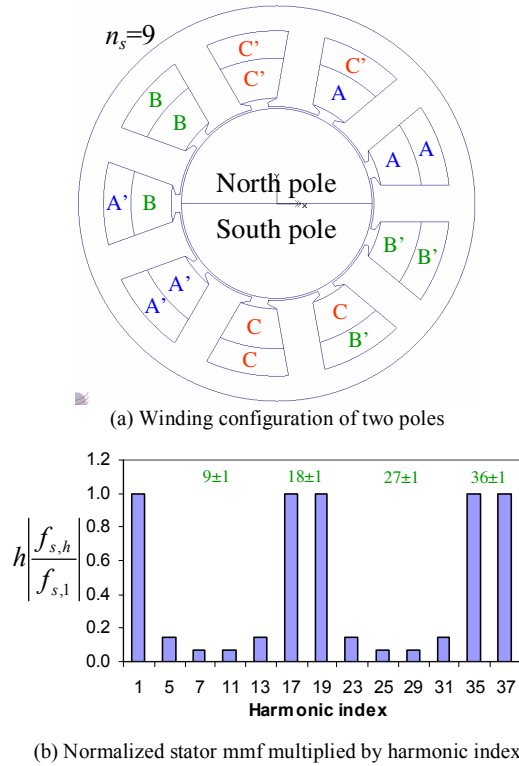 n_s=9
C’
C’
C’
A
B
B
A
A
A’
B
North pole
Y
x
South pole
B’
B’
A’
A’
C
C
C
B’
(a) Winding configuration of two poles
1.2
1.0
0.8
0.6
0.4
0.2
0.0
h|f_{s,h}/f_{s,1}|
9±1
18±1
27±1
36±1
1 5 7 11 13 17 19 23 25 29 31 35 37
Harmonic index
(b) Normalized stator mmf multiplied by harmonic index